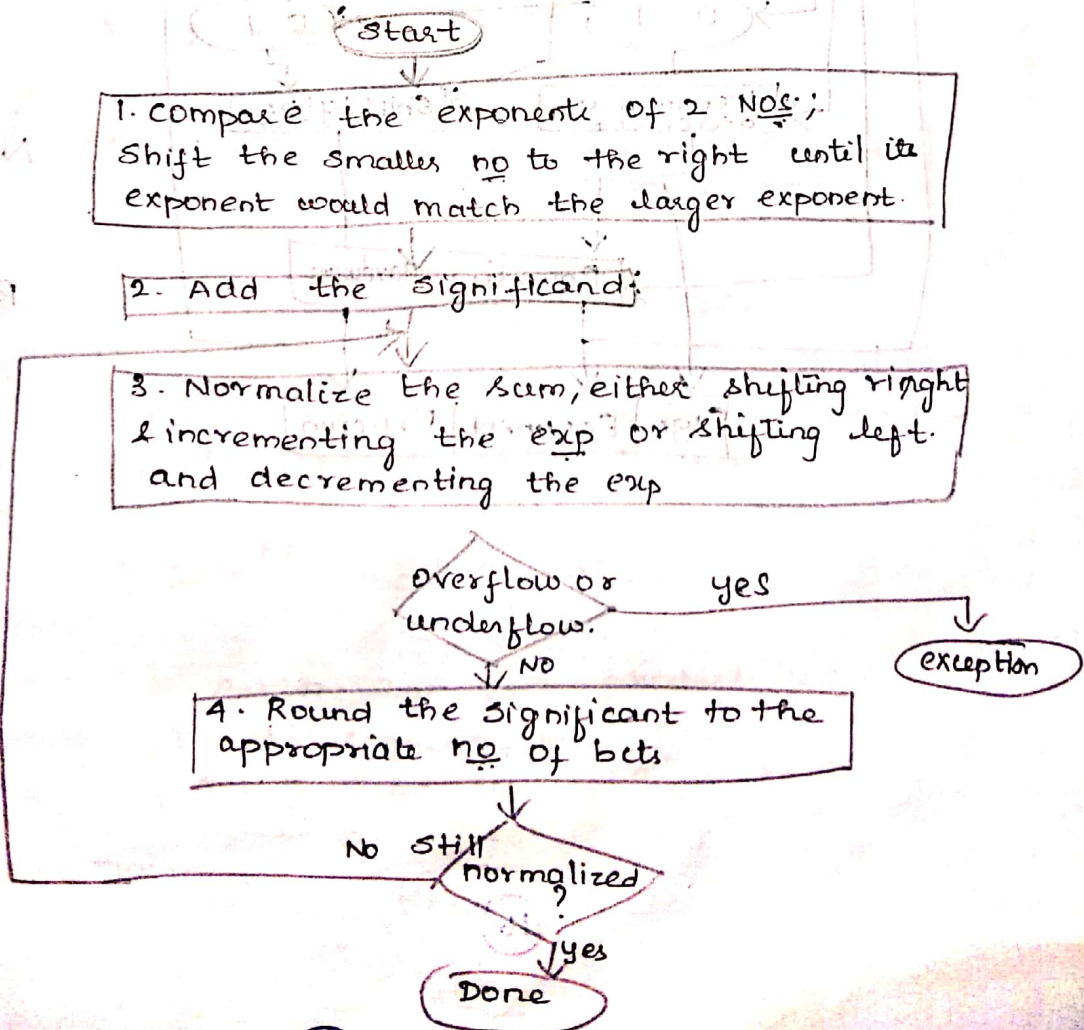 Start
1. compare the exponents of 2 NOS.;
Shift the smaller no to the right until its
exponent would match the larger exponent.
2. Add the significand;
3. Normalize the sum, either shifting rirght
& incrementing the exp or shifting left.
and decrementing the exp
overflow or
underflow.
yes
exception
NO
4. Round the significant to the
appropriate no of bits
No
Still
normalized
?
yes
Done